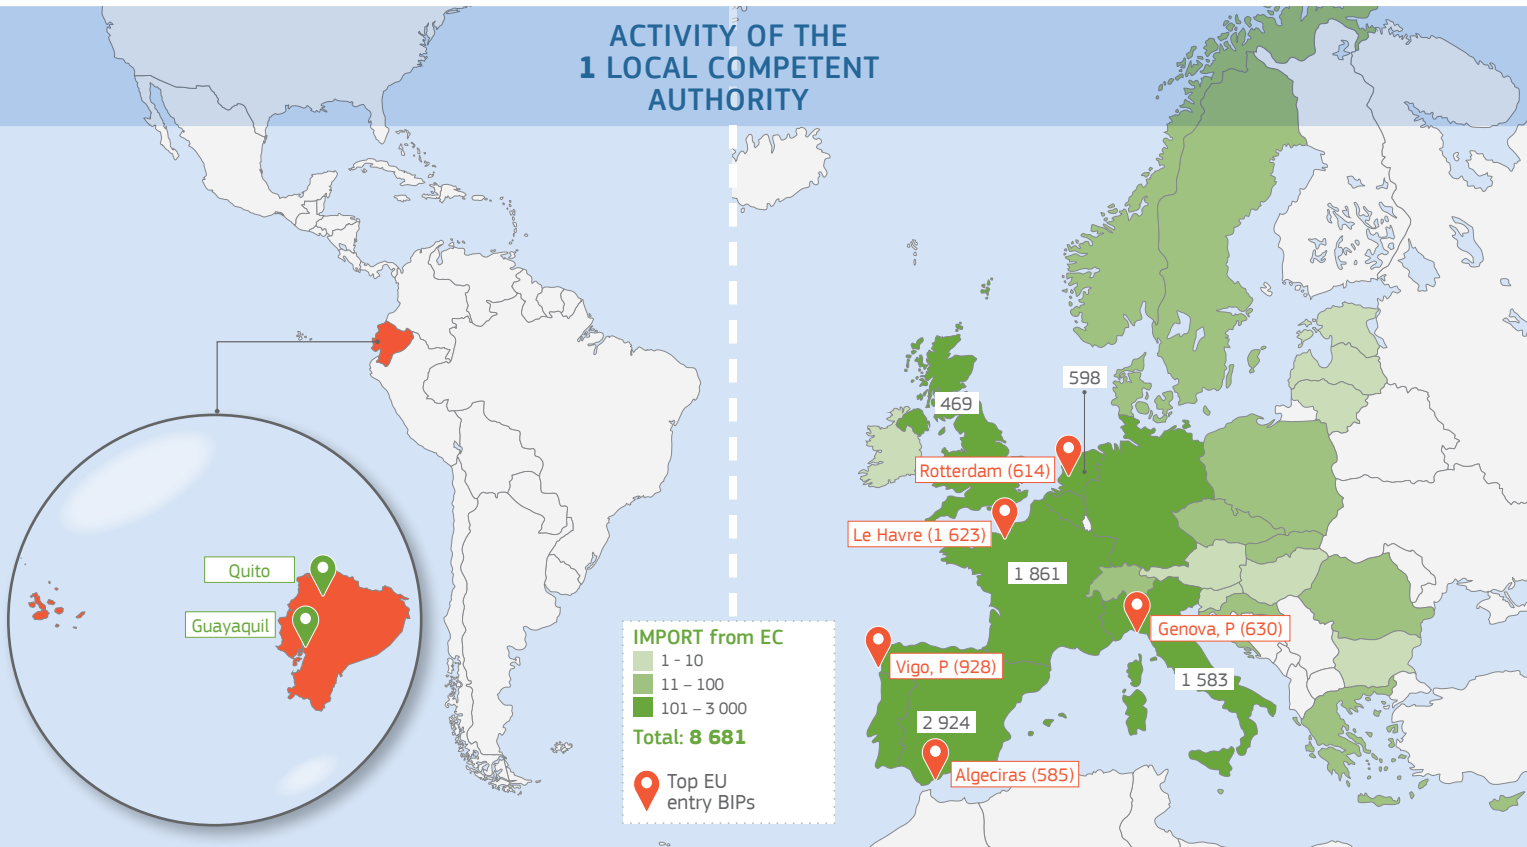 ACTIVITY OF THE
1 LOCAL COMPETENT
AUTHORITY
598
469
Rotterdam (614)
Le Havre (1 623)
1 861
Quito
Guayaquil
Genova, P (630)
Vigo, P (928)
1 583
2 924
Algeciras (585)
IMPORT from EC
1 - 10
11 – 100
101 – 3 000
Total: 8 681
Top EU
entry BIPs